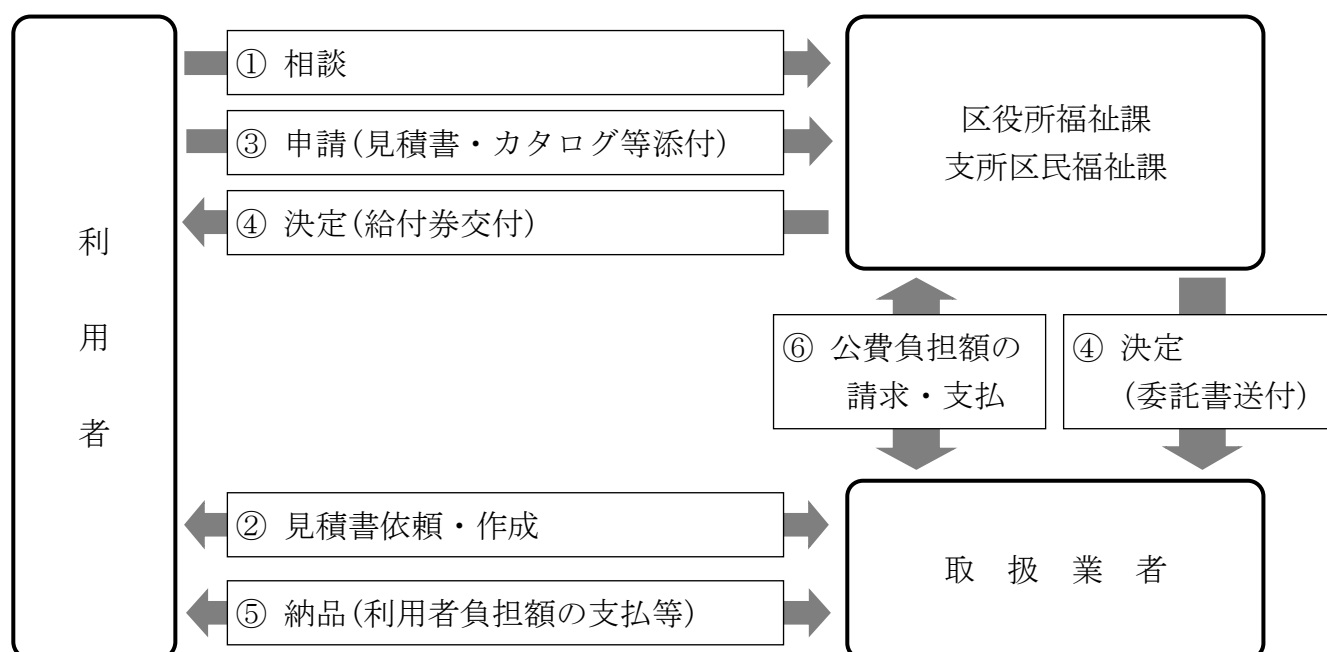 利用者
① 相談
③ 申請(見積書・カタログ等添付)
④ 決定(給付券交付)
区役所福祉課
支所区民福祉課
⑥ 公費負担額の
請求・支払
④ 決定
(委託書送付)
② 見積書依頼・作成
⑤ 納品(利用者負担額の支払等)
取扱業者